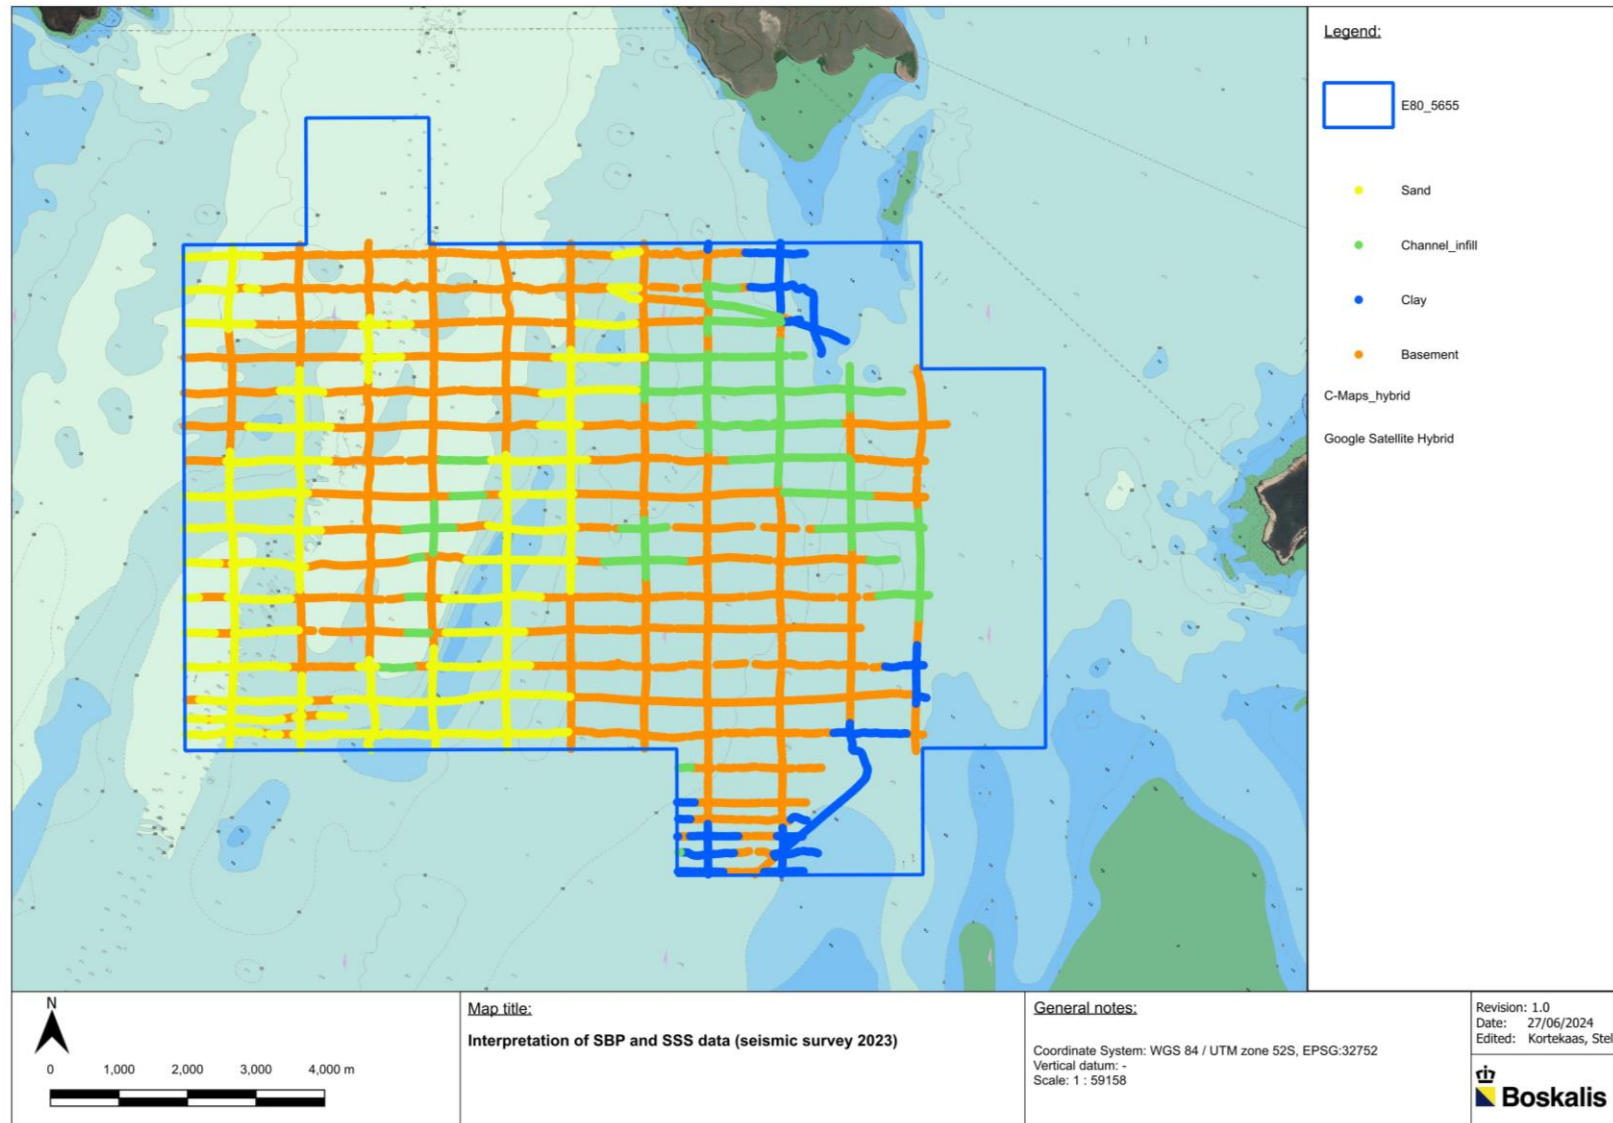 Legend:
E80_5655
Sand
Channel_infill
Clay
Basement
C-Maps_hybrid
Google Satellite Hybrid
N
0 1,000 2,000 3,000 4,000 m
Map title:
Interpretation of SBP and SSS data (seismic survey 2023)
General notes:
Coordinate System: WGS 84 / UTM zone 52S, EPSG:32752
Vertical datum: -
Scale: 1 : 59158
Revision: 1.0
Date: 27/06/2024
Edited: Kortekaas, Stel
Boskalis